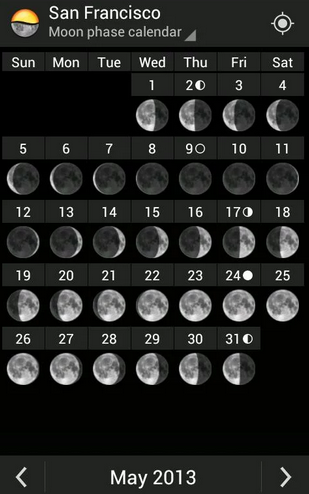 San Francisco
Moon phase calendar
Sun Mon Tue Wed Thu Fri Sat
1 2 3 4
5 6 7 8 9 10 11
12 13 14 15 16 17 18
19 20 21 22 23 24 25
26 27 28 29 30 31
May 2013